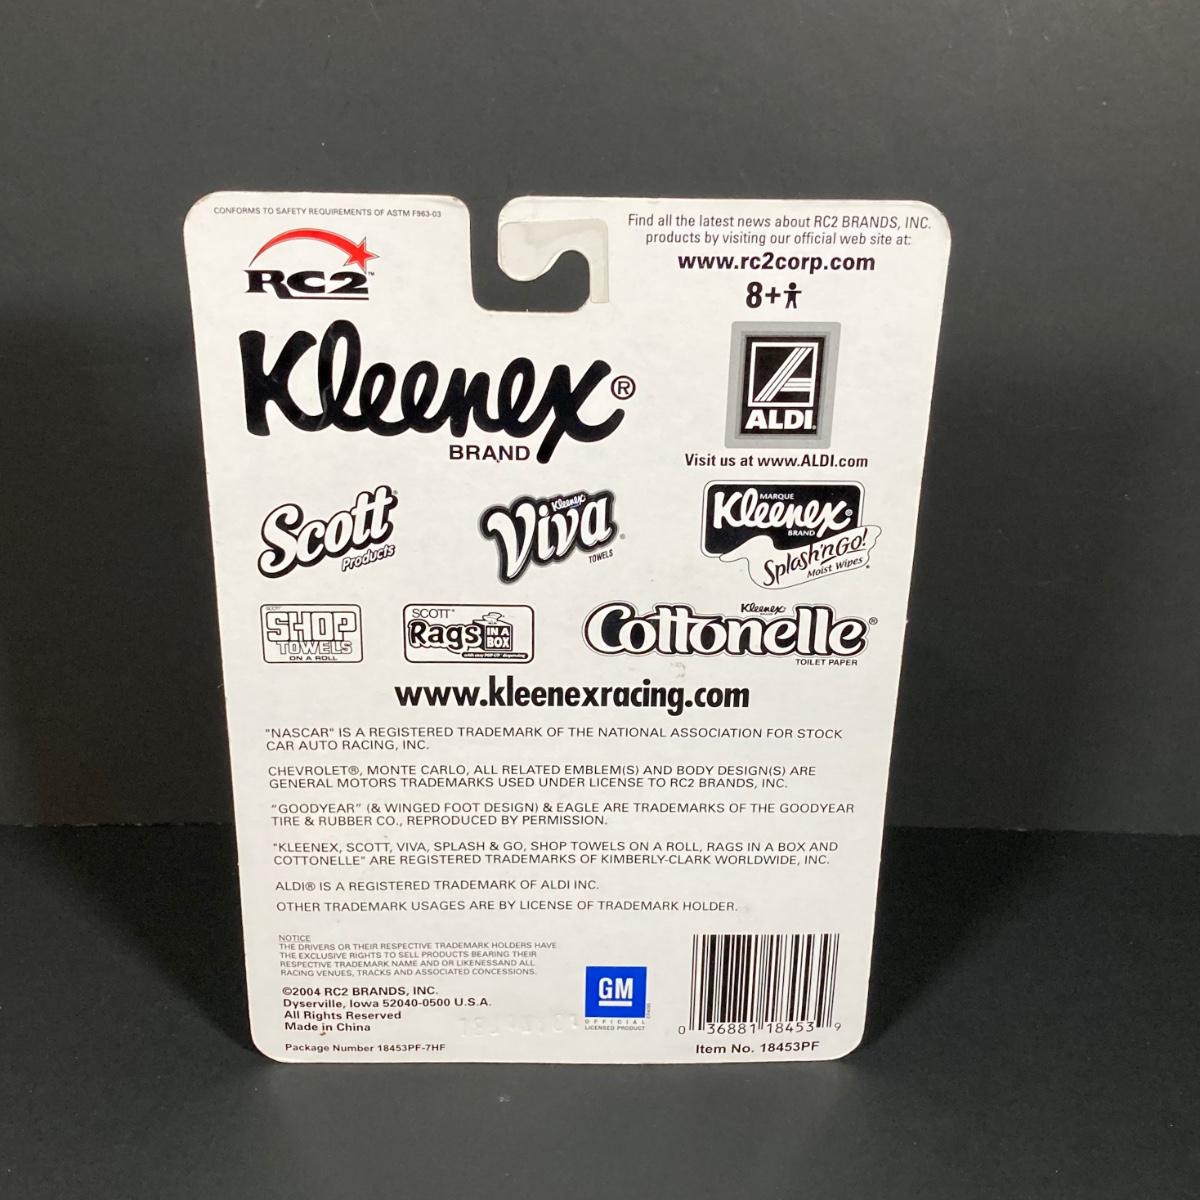 CONFORMS TO SAFETY REQUIREMENTS OF ASTM F963-03
RC2™
Find all the latest news about RC2 BRANDS, INC.
products by visiting our official web site at:
www.rc2corp.com
8+
Kleenex®
BRAND
ALDI
Visit us at www.ALDI.com
Scott®
Products
Kleenex
Viva®
TOWELS
MARQUE
Kleenex®
BRAND
Splash'n Go!
Moist Wipes
SCOTT
SHOP
TOWELS
ON A ROLL
SCOTT
Rags
IN A
BOX
Kleenex
Cottonelle®
TOILET PAPER
www.kleenexracing.com
"NASCAR" IS A REGISTERED TRADEMARK OF THE NATIONAL ASSOCIATION FOR STOCK
CAR AUTO RACING, INC.
CHEVROLET®, MONTE CARLO, ALL RELATED EMBLEM(S) AND BODY DESIGN(S) ARE
GENERAL MOTORS TRADEMARKS USED UNDER LICENSE TO RC2 BRANDS, INC.
"GOODYEAR" (& WINGED FOOT DESIGN) & EAGLE ARE TRADEMARKS OF THE GOODYEAR
TIRE & RUBBER CO., REPRODUCED BY PERMISSION.
"KLEENEX, SCOTT, VIVA, SPLASH & GO, SHOP TOWELS ON A ROLL, RAGS IN A BOX AND
COTTONELLE" ARE REGISTERED TRADEMARKS OF KIMBERLY-CLARK WORLDWIDE, INC.
ALDI® IS A REGISTERED TRADEMARK OF ALDI INC.
OTHER TRADEMARK USAGES ARE BY LICENSE OF TRADEMARK HOLDER.
NOTICE
THE DRIVERS OR THEIR RESPECTIVE TRADEMARK HOLDERS HAVE
THE EXCLUSIVE RIGHTS TO SELL PRODUCTS BEARING THEIR
RESPECTIVE TRADEMARK NAME AND OR LIKENESSAND ALL
RACING VENUES, TRACKS AND ASSOCIATED CONCESSIONS.
©2004 RC2 BRANDS, INC.
Dyserville, Iowa 52040-0500 U.S.A.
All Rights Reserved
Made in China
Package Number 18453PF-7HF
GM
OFFICIAL
LICENSED PRODUCT
0 36881 18453 9
Item No. 18453PF